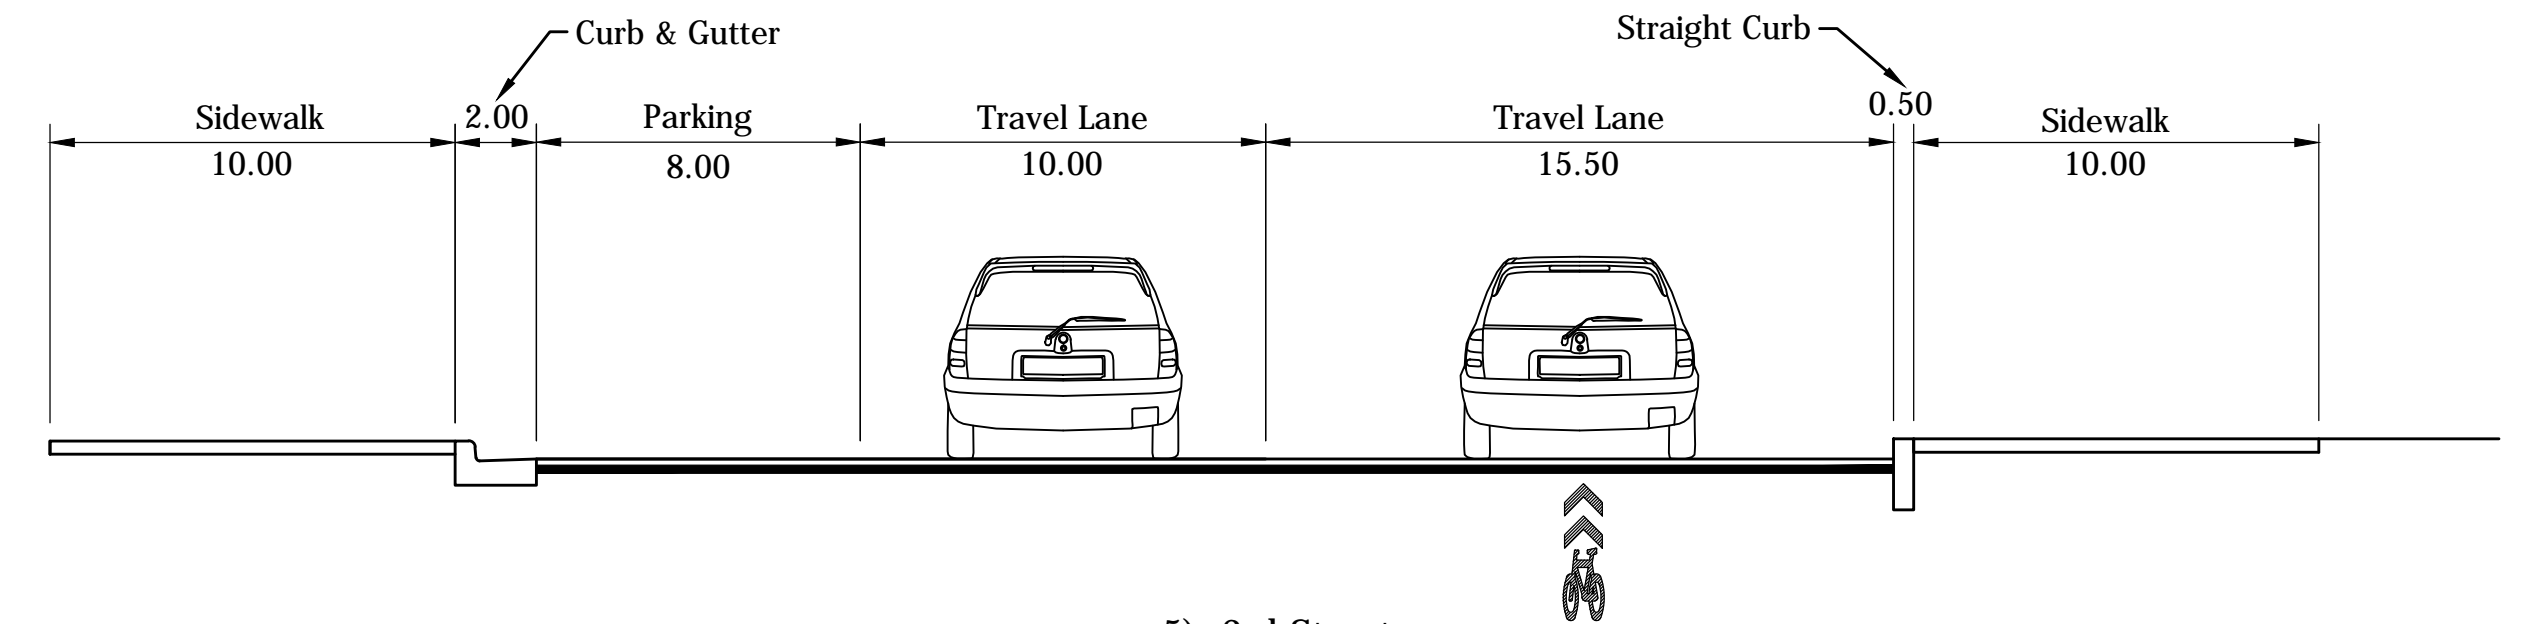 Curb & Gutter
Straight Curb
Sidewalk
2.00
Parking
Travel Lane
Travel Lane
0.50
Sidewalk
10.00
8.00
10.00
15.50
10.00